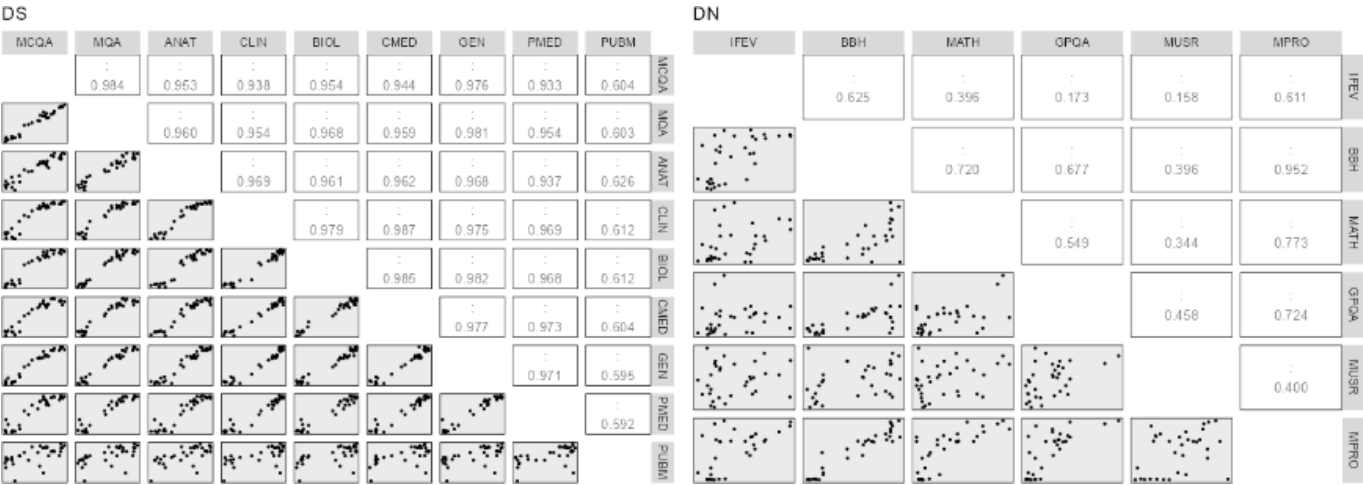 DS
DN
MCQA MQA ANAT CLIN BIOL CMED GEN PMED PUBM
IFEV BBH MATH GPQA MUSR MPRO
: : : : : : : : MCQA
0.984 0.953 0.938 0.954 0.944 0.976 0.933 0.604
: : : : : : : MQA
0.960 0.954 0.968 0.959 0.981 0.954 0.603
: : : : : : ANAT
0.969 0.961 0.962 0.968 0.937 0.626
: : : : : CLIN
0.979 0.987 0.975 0.969 0.612
: : : : BIOL
0.985 0.982 0.968 0.612
: : : CMED
0.977 0.973 0.604
: : GEN
0.971 0.595
: PMED
0.592
PUBM
: : : : : IFEV
0.625 0.396 0.173 0.158 0.611
: : : : BBH
0.720 0.677 0.396 0.952
: : : MATH
0.549 0.344 0.773
: : GPQA
0.458 0.724
: MUSR
0.400
MPRO